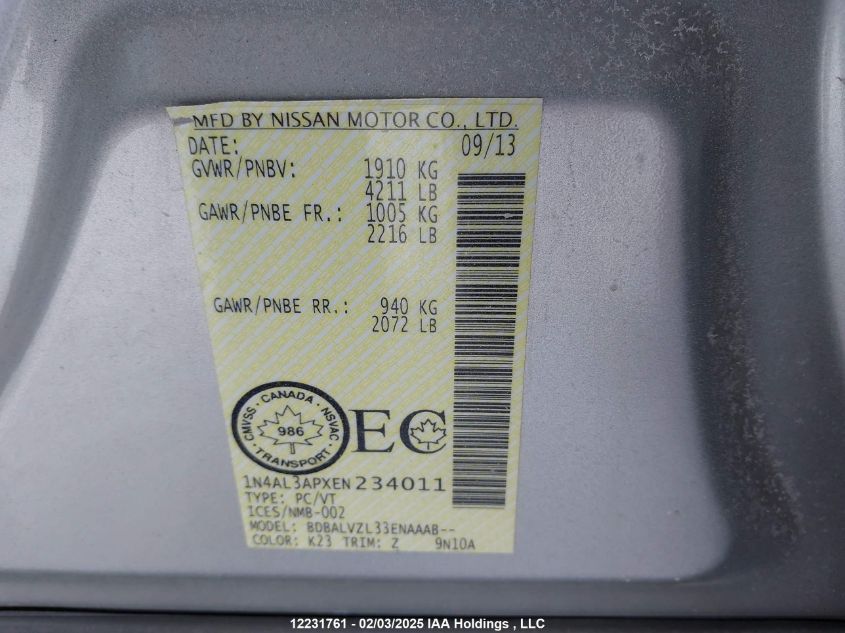 MFD BY NISSAN MOTOR CO., LTD.
DATE: 09/13
GVWR/PNBV: 1910 KG
4211 LB
GAWR/PNBE FR.: 1005 KG
2216 LB
GAWR/PNBE RR.: 940 KG
2072 LB
CANADA
CMVSS · NSVAC
986
TRANSPORT
EC
1N4AL3APXEN234011
TYPE: PC/VT
ICES/NMB-002
MODEL: BDBALVZL33ENAAAB--
COLOR: K23 TRIM: Z 9N10A
12231761 - 02/03/2025 IAA Holdings , LLC